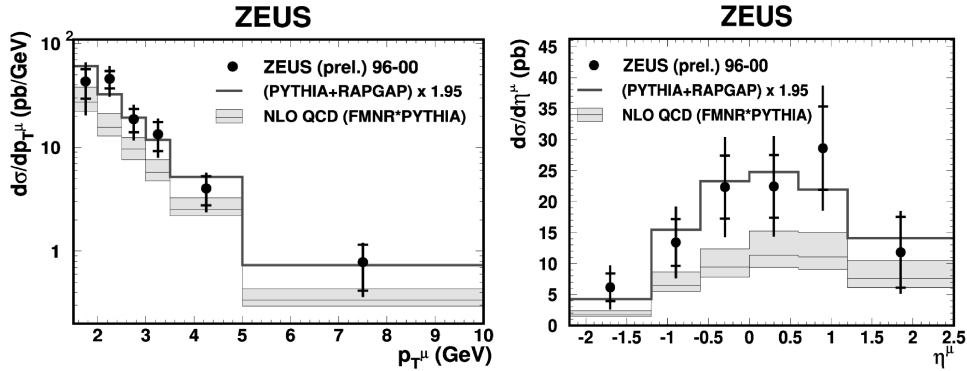 ZEUS
dσ/dp_T^μ (pb/GeV)
10^2
10
1
ZEUS (prel.) 96-00
(PYTHIA+RAPGAP) x 1.95
NLO QCD (FMNR*PYTHIA)
2 3 4 5 6 7 8 9 10
p_T^μ (GeV)
ZEUS
dσ/dη^μ (pb)
45
40
35
30
25
20
15
10
5
0
ZEUS (prel.) 96-00
(PYTHIA+RAPGAP) x 1.95
NLO QCD (FMNR*PYTHIA)
-2 -1.5 -1 -0.5 0 0.5 1 1.5 2 2.5
η^μ